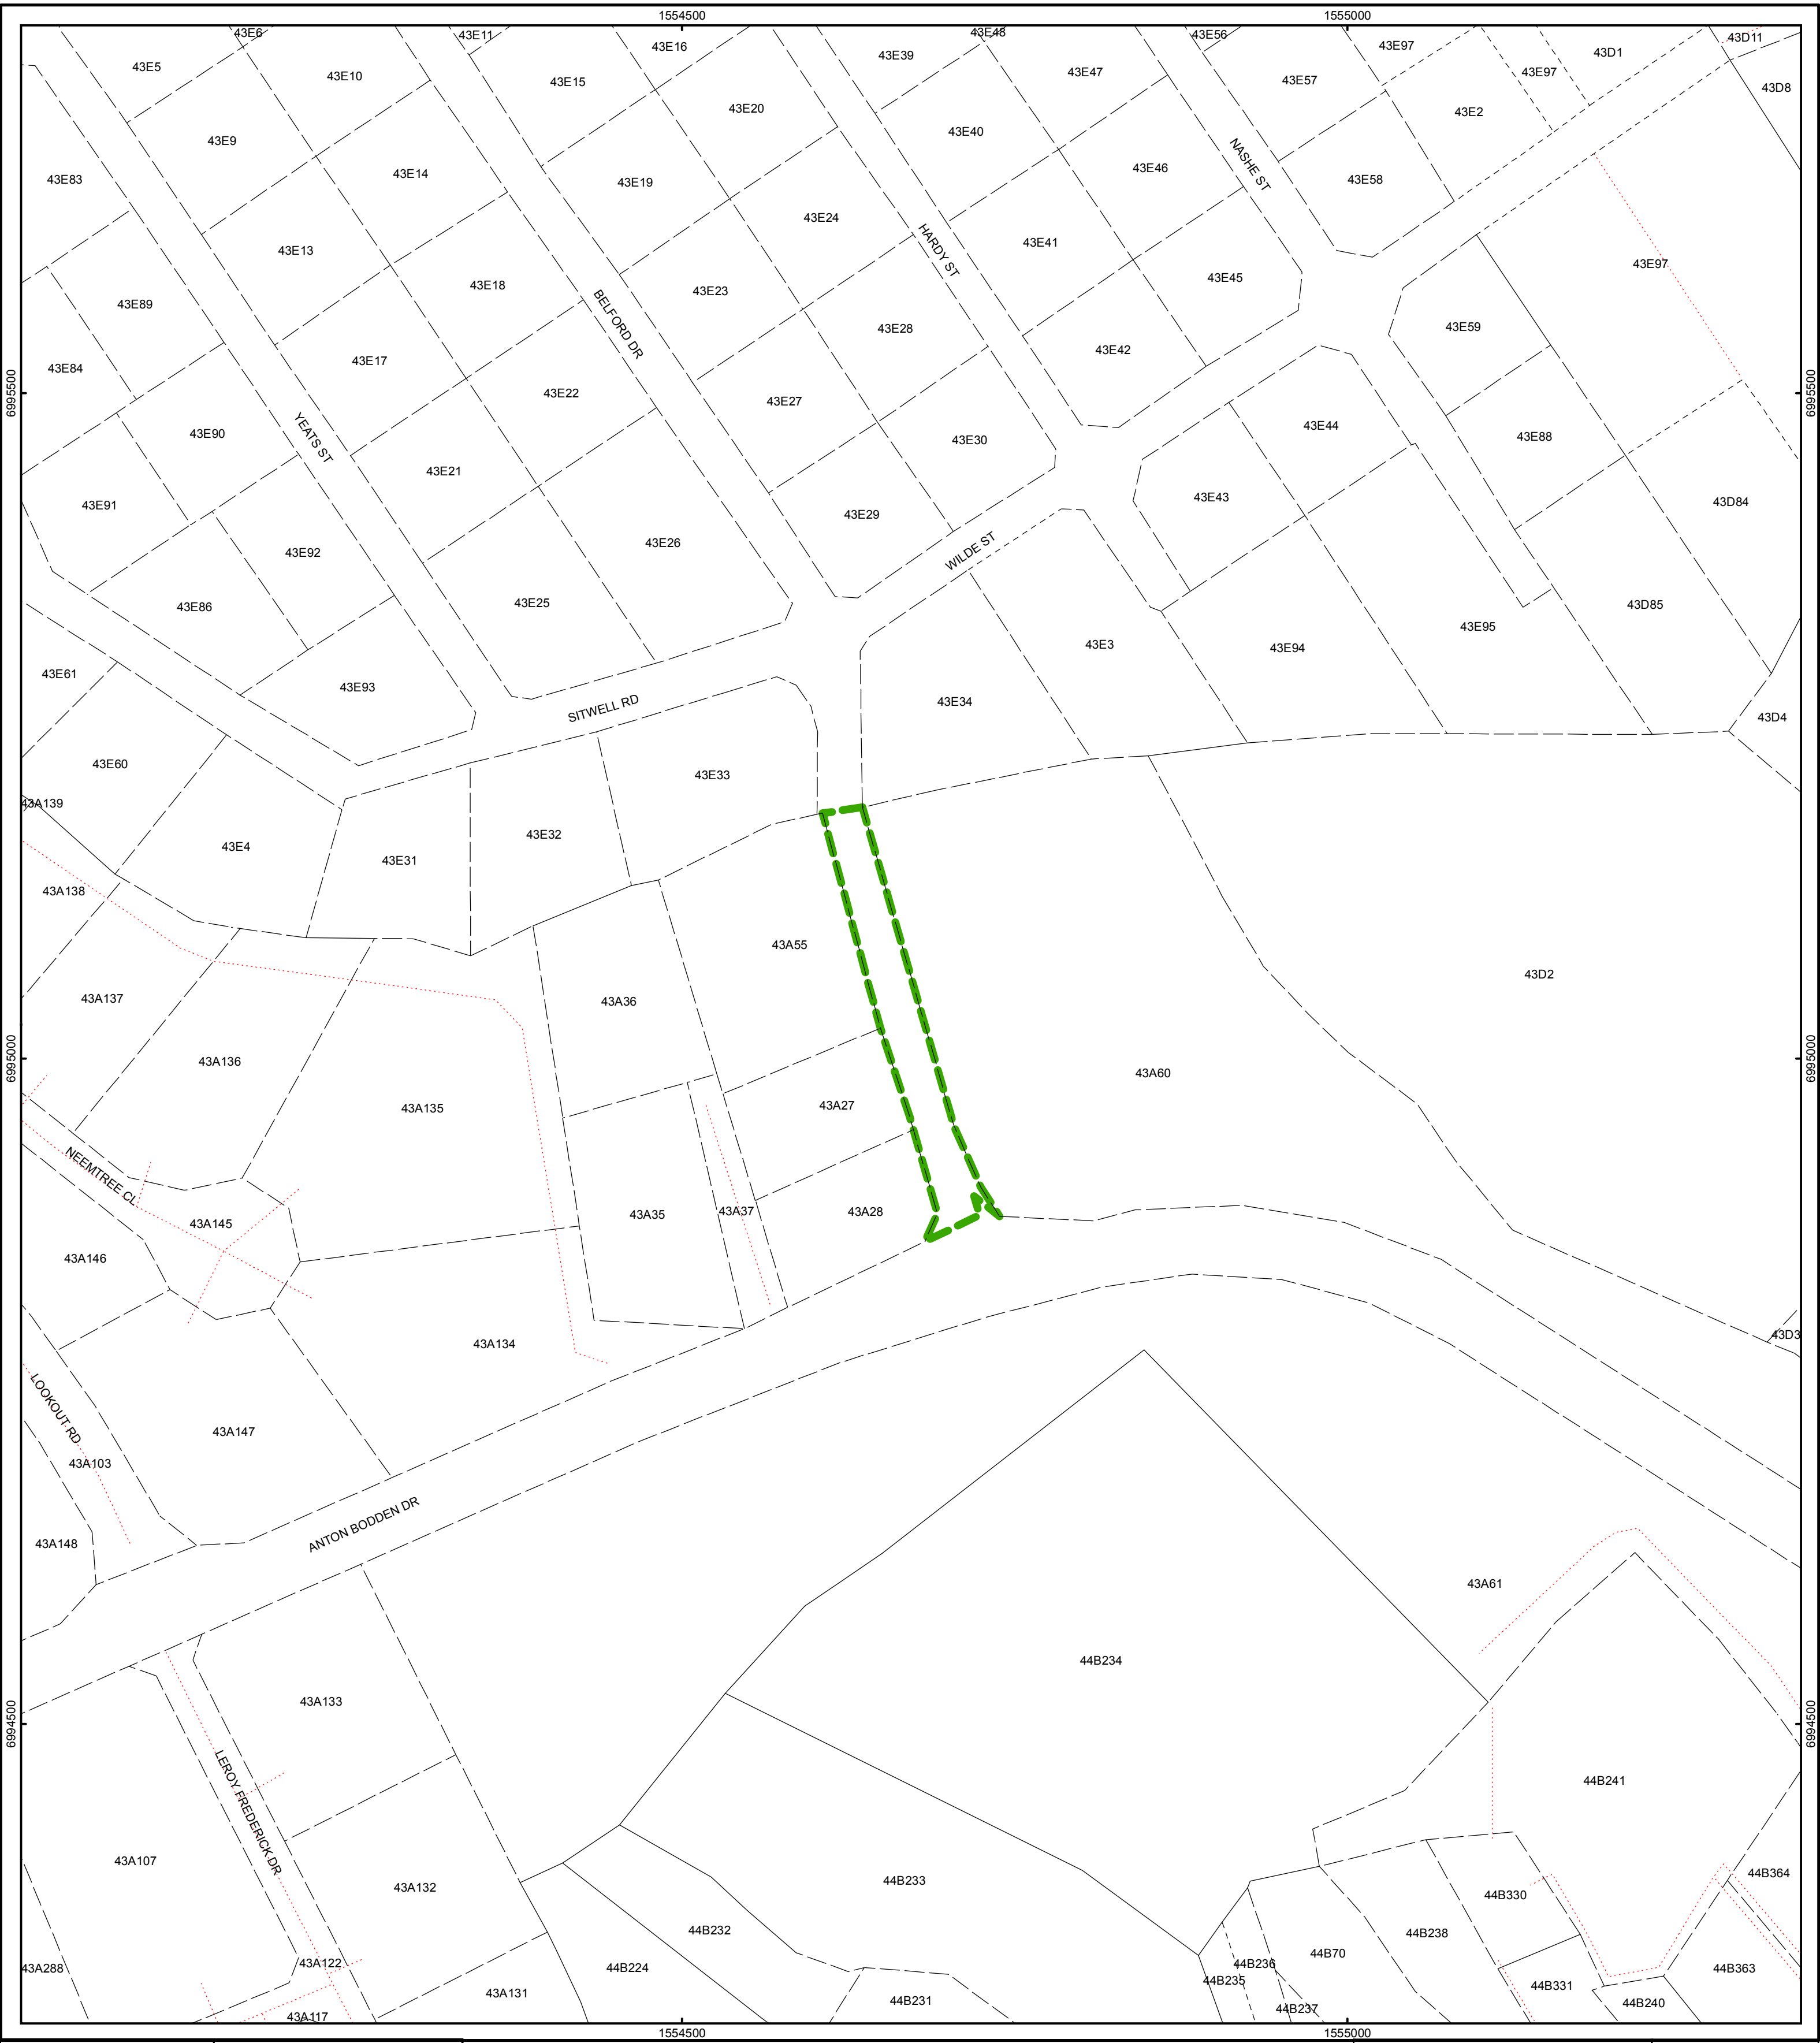 1554500
1555000
43E6
43E11
43E16
43E48
43E56
43E97
43D1
43D11
43E5
43E10
43E15
43E39
43E47
43E57
43E97
43D8
43E9
43E20
43E40
43E2
43E14
43E19
43E46
NASHE ST
43E58
43E83
43E13
43E24
HARDY ST
43E41
43E97
43E18
43E23
43E45
43E89
BELFORD DR
43E28
43E59
43E84
43E17
43E42
6995500
6995500
43E22
43E27
43E90
YEATS ST
43E30
43E44
43E88
43E21
43E91
43E29
43E43
43D84
43E92
43E26
WILDE ST
43E86
43E25
43D85
43E95
43E3
43E94
43E61
43E93
SITWELL RD
43E34
43D4
43E60
43E33
43A139
43E4
43E31
43E32
43A138
43A55
43D2
43A137
43A36
6995000
6995000
43A136
43A60
43A135
43A27
NEEMTREE CL
43A145
43A35
43A37
43A28
43A146
43A134
43D3
LOOKOUT RD
43A147
43A103
ANTON BODDEN DR
43A148
43A61
44B234
43A133
6994500
6994500
LEROY FREDERICK DR
44B241
43A107
43A132
44B233
44B330
44B364
44B232
44B238
44B70
43A122
44B236
43A288
44B224
44B235
44B331
44B363
43A131
44B231
44B237
44B240
43A117
1554500
1555000